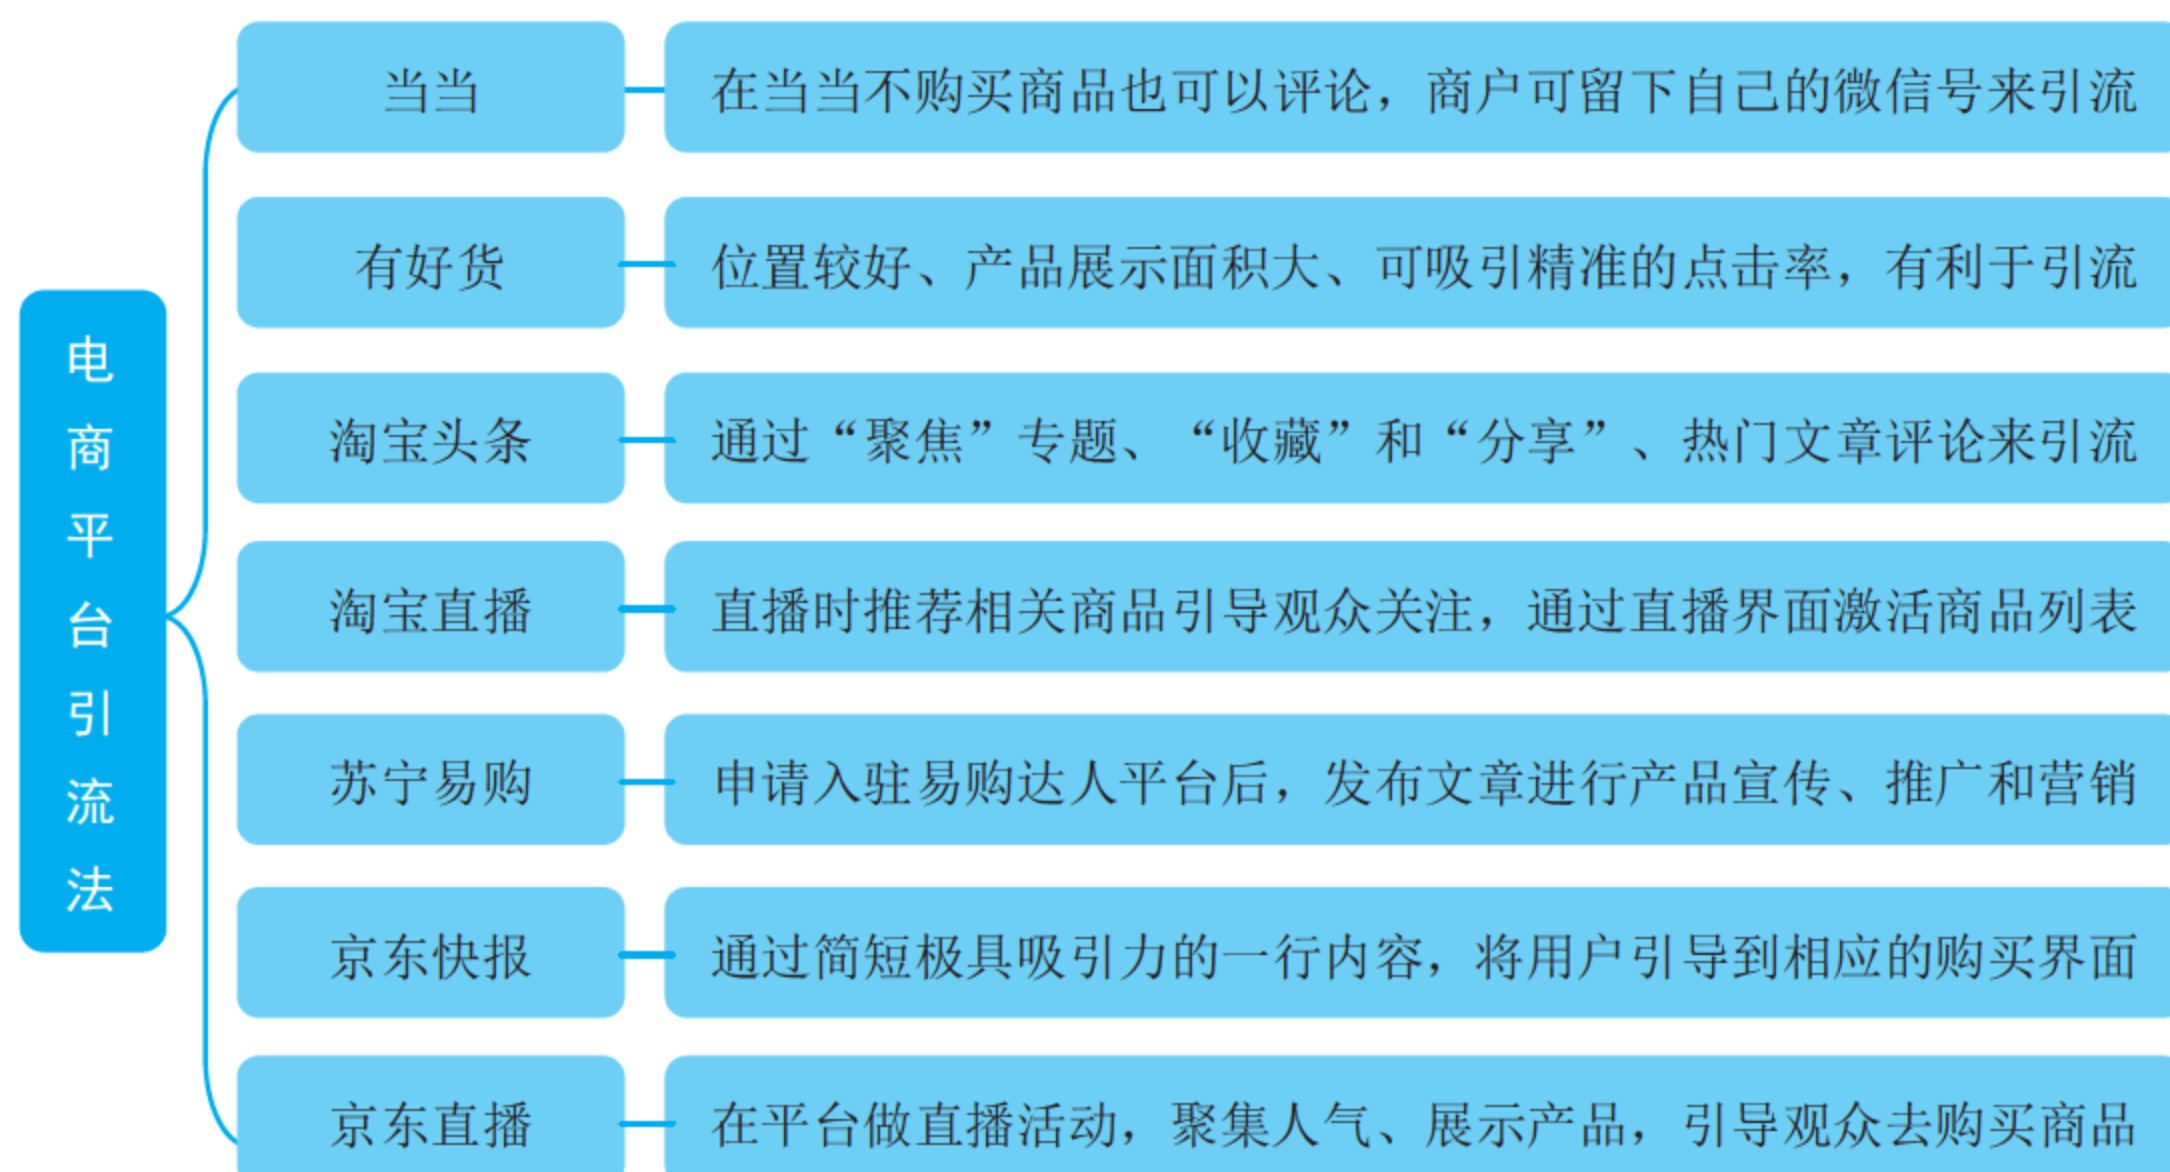 电商平台引流法
当当
在当当不购买商品也可以评论，商户可留下自己的微信号来引流
有好货
位置较好、产品展示面积大、可吸引精准的点击率，有利于引流
淘宝头条
通过“聚焦”专题、“收藏”和“分享”、热门文章评论来引流
淘宝直播
直播时推荐相关商品引导观众关注，通过直播界面激活商品列表
苏宁易购
申请入驻易购达人平台后，发布文章进行产品宣传、推广和营销
京东快报
通过简短极具吸引力的一行内容，将用户引导到相应的购买界面
京东直播
在平台做直播活动，聚集人气、展示产品，引导观众去购买商品